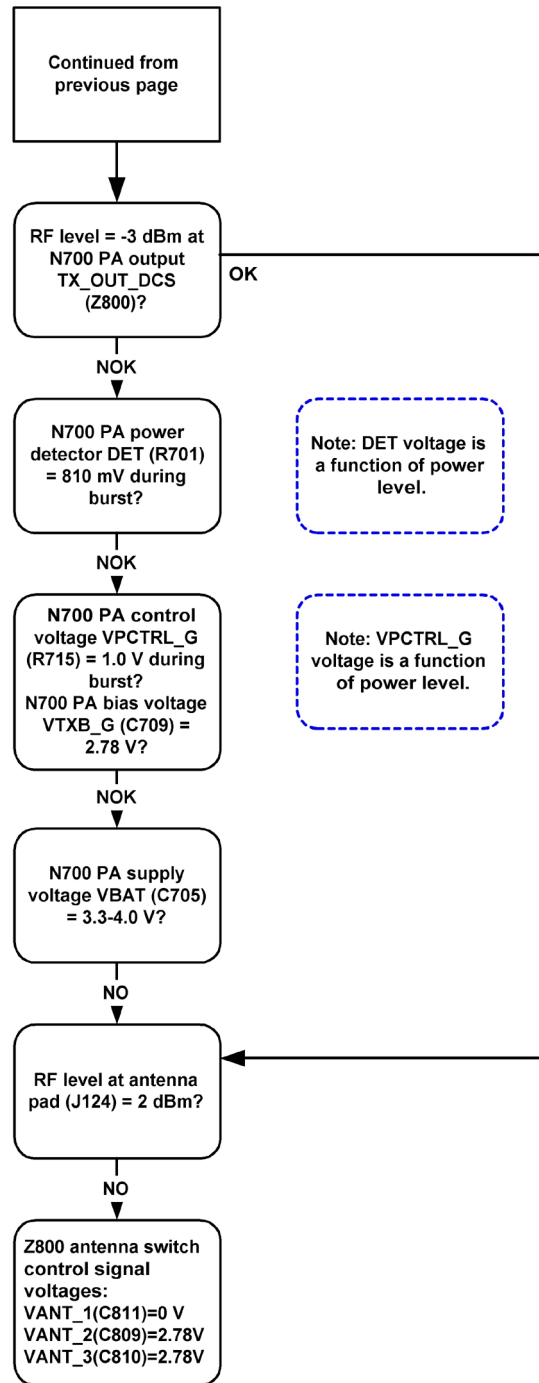 Continued from
previous page
RF level = -3 dBm at
N700 PA output
TX_OUT_DCS
(Z800)?
OK
NOK
N700 PA power
detector DET (R701)
= 810 mV during
burst?
Note: DET voltage is
a function of power
level.
NOK
N700 PA control
voltage VPCTRL_G
(R715) = 1.0 V during
burst?
N700 PA bias voltage
VTXB_G (C709) =
2.78 V?
Note: VPCTRL_G
voltage is a function
of power level.
NOK
N700 PA supply
voltage VBAT (C705)
= 3.3-4.0 V?
NO
RF level at antenna
pad (J124) = 2 dBm?
NO
Z800 antenna switch
control signal
voltages:
VANT_1(C811)=0 V
VANT_2(C809)=2.78V
VANT_3(C810)=2.78V